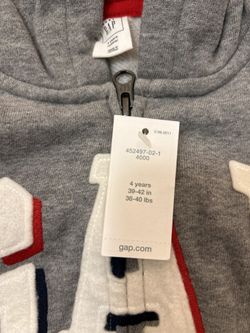 GAP
452497-02-1
4000
4 years
39-42 in
36-40 lbs
gap.com